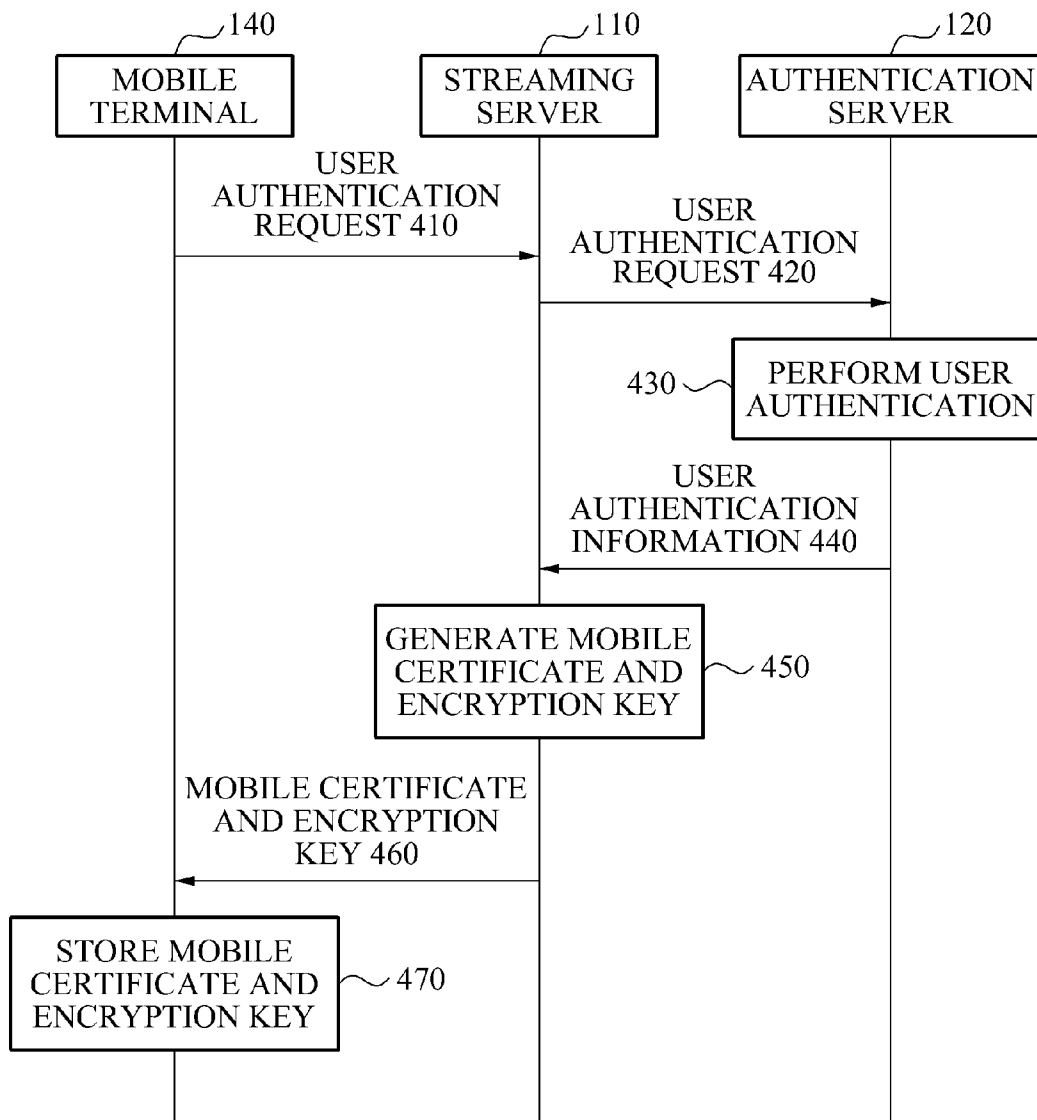 140
110
120
MOBILE
TERMINAL
STREAMING
SERVER
AUTHENTICATION
SERVER
USER
AUTHENTICATION
REQUEST 410
USER
AUTHENTICATION
REQUEST 420
430
PERFORM USER
AUTHENTICATION
USER
AUTHENTICATION
INFORMATION 440
GENERATE MOBILE
CERTIFICATE AND
ENCRYPTION KEY
450
MOBILE CERTIFICATE
AND ENCRYPTION
KEY 460
STORE MOBILE
CERTIFICATE AND
ENCRYPTION KEY
470